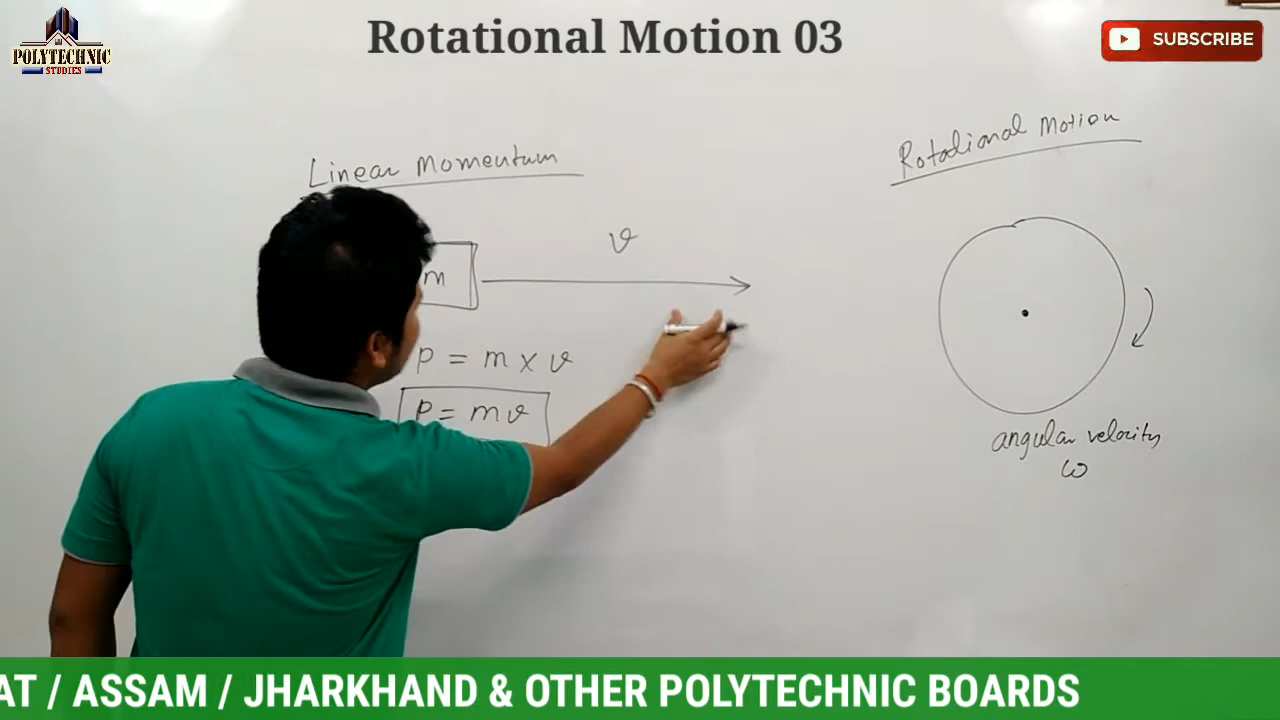 Rotational Motion 03
POLYTECHNIC
STUDIES
SUBSCRIBE
Linear Momentum
m
v
P = m x v
P = mv
Rotational Motion
angular velocity
ω
AT / ASSAM / JHARKHAND & OTHER POLYTECHNIC BOARDS